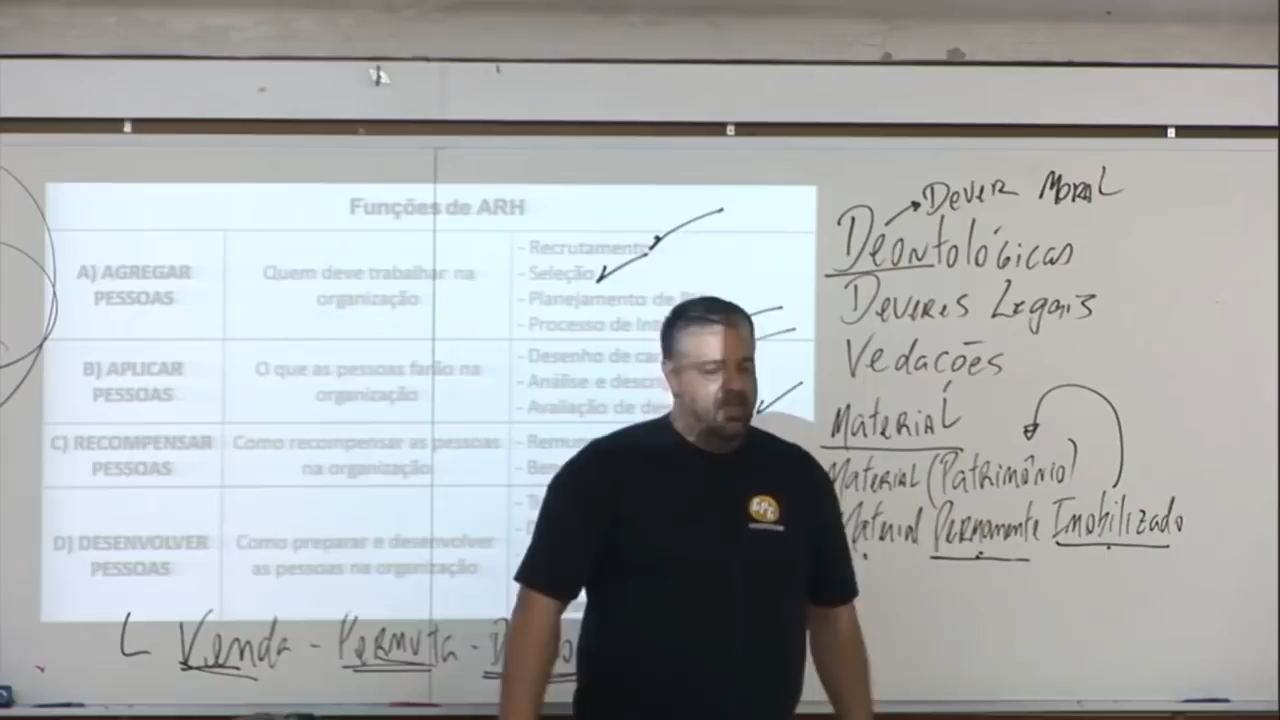 Funções de ARH
A) AGREGAR
PESSOAS
Quem deve trabalhar na
organização
- Recrutamento
- Seleção
- Planejamento de
- Processo de
B) APLICAR
PESSOAS
O que as pessoas farão na
organização
- Desenho de
- Análise e
- Avaliação de
C) RECOMPENSAR
PESSOAS
Como recompensar as pessoas
na organização
D) DESENVOLVER
PESSOAS
Como preparar e desenvolver
as pessoas na organização
Venda - Permuta -
Dever Moral
Deontológicas
Deveres Legais
Vedações
Material
Material (Patrimônio)
Material Permamente Imobilizado